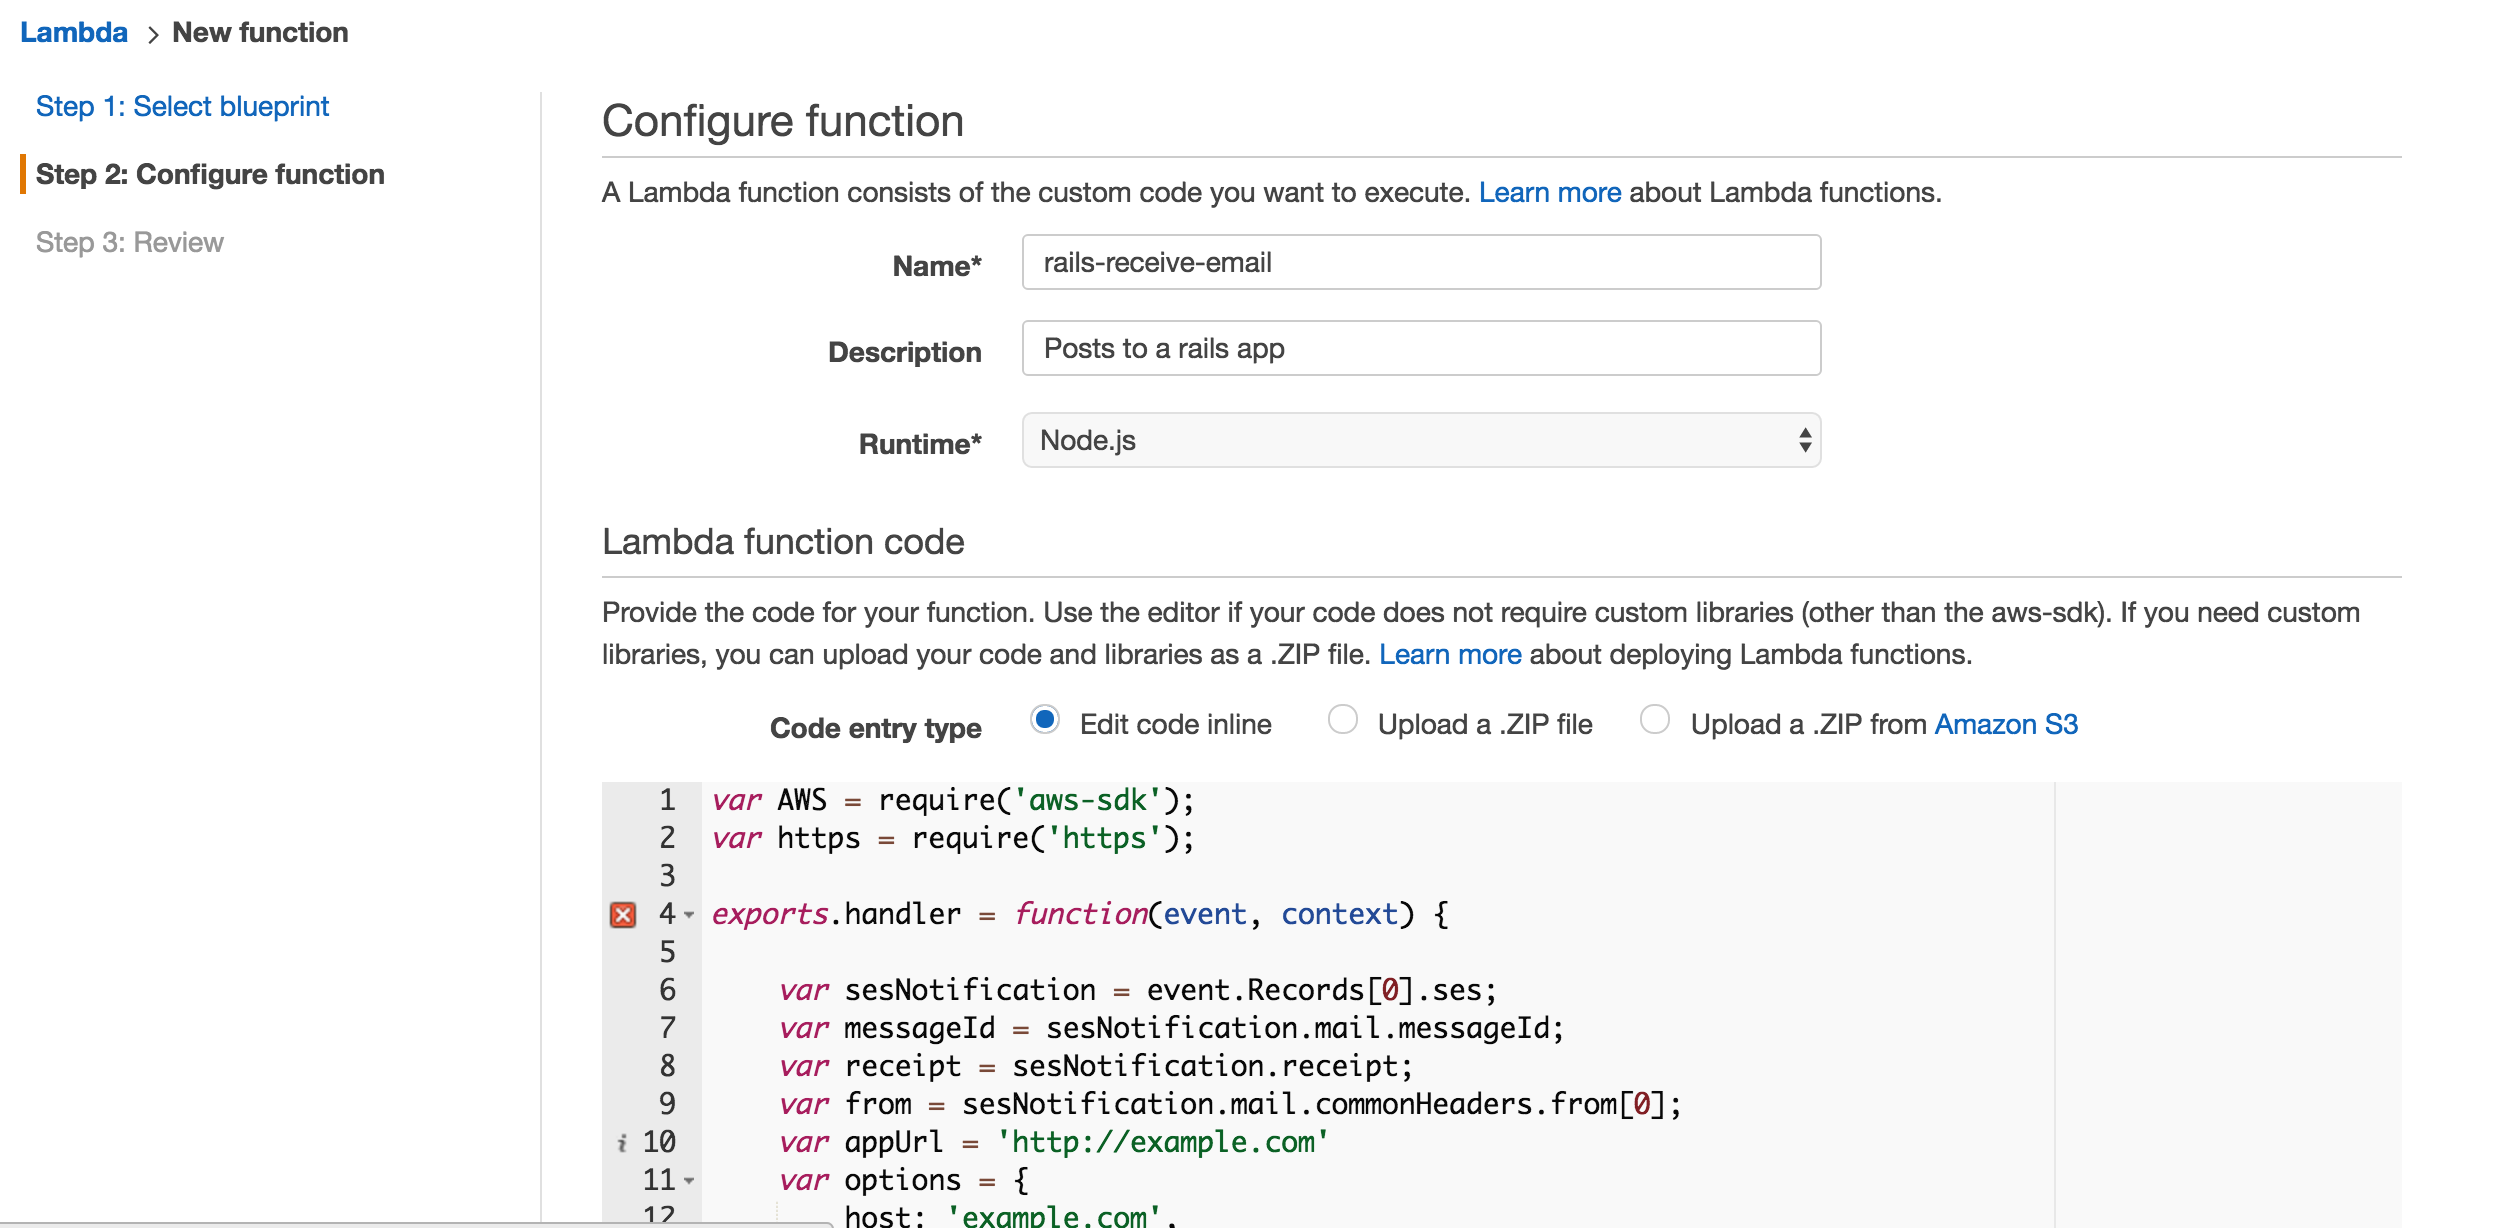 Lambda > New function
Step 1: Select blueprint
Step 2: Configure function
Step 3: Review
Configure function
A Lambda function consists of the custom code you want to execute. Learn more about Lambda functions.
Name* rails-receive-email
Description Posts to a rails app
Runtime* Node.js
Lambda function code
Provide the code for your function. Use the editor if your code does not require custom libraries (other than the aws-sdk). If you need custom
libraries, you can upload your code and libraries as a .ZIP file. Learn more about deploying Lambda functions.
Code entry type Edit code inline Upload a .ZIP file Upload a .ZIP from Amazon S3
1 var AWS = require('aws-sdk');
2 var https = require('https');
3
4 exports.handler = function(event, context) {
5
6 var sesNotification = event.Records[0].ses;
7 var messageId = sesNotification.mail.messageId;
8 var receipt = sesNotification.receipt;
9 var from = sesNotification.mail.commonHeaders.from[0];
i 10 var appUrl = 'http://example.com'
11 var options = {
12 host: 'example.com',